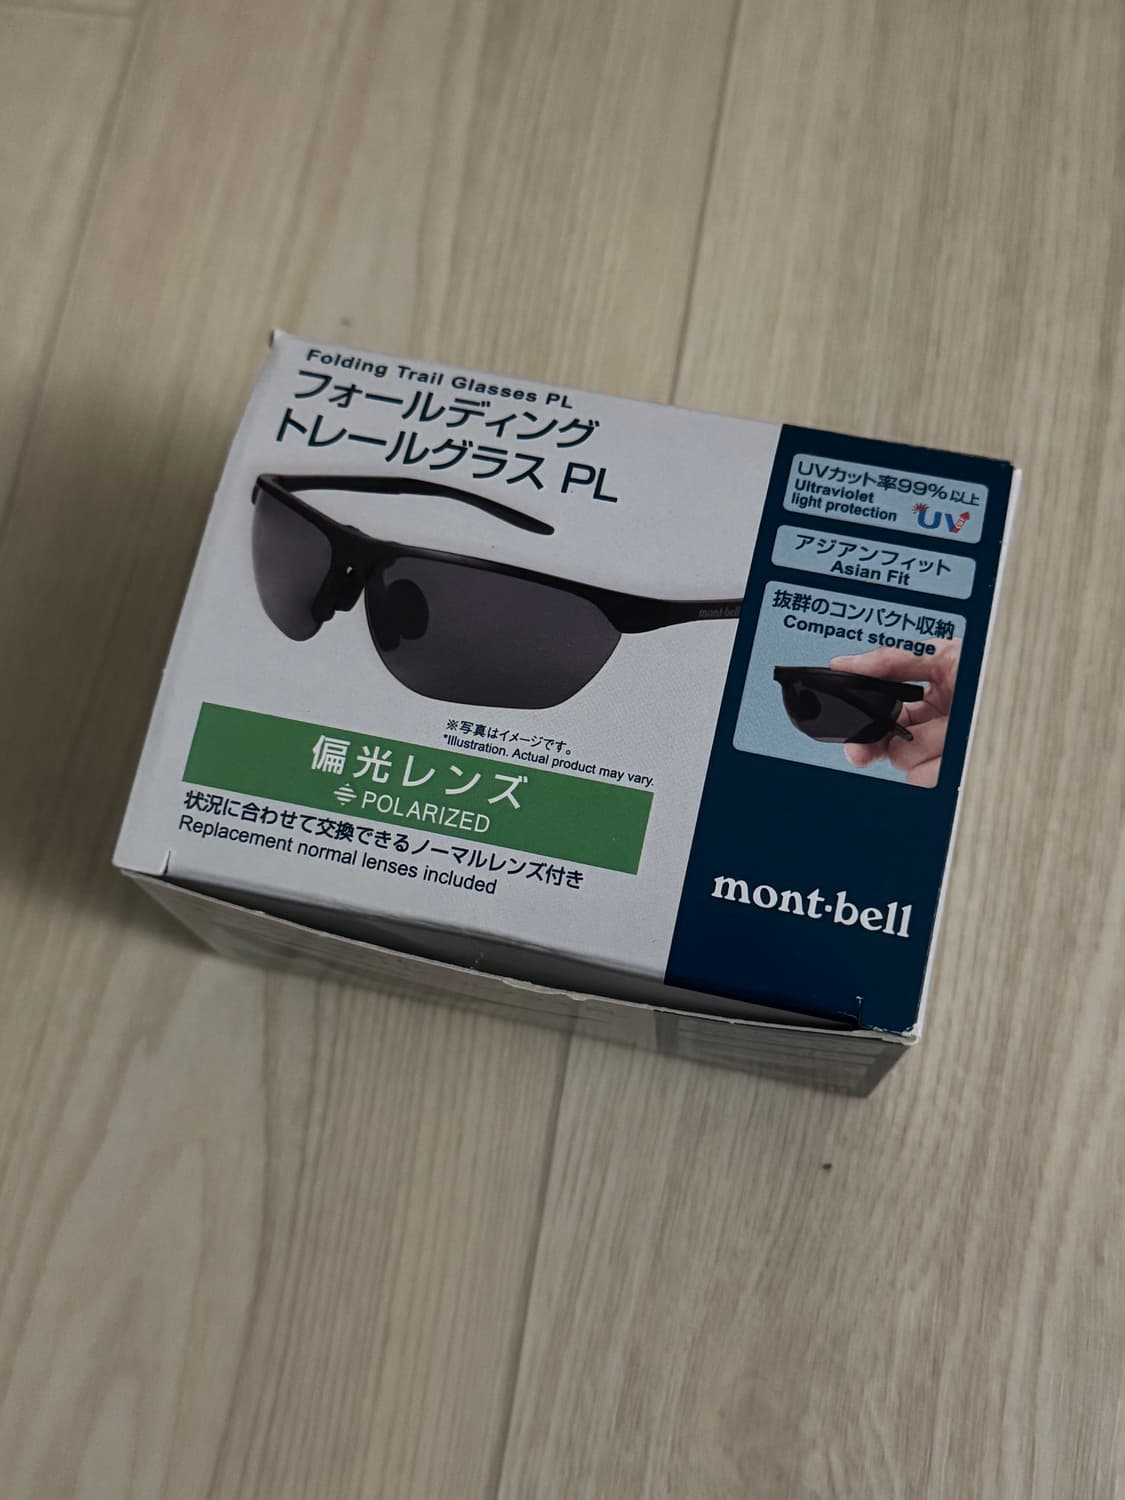 Folding Trail Glasses PL
フォールディング
トレールグラス PL
mont-bell
※写真はイメージです。
*Illustration. Actual product may vary.
偏光レンズ
POLARIZED
状況に合わせて交換できるノーマルレンズ付き
Replacement normal lenses included
UVカット率99%以上
Ultraviolet
light protection
UV
アジアンフィット
Asian Fit
抜群のコンパクト収納
Compact storage
mont-bell